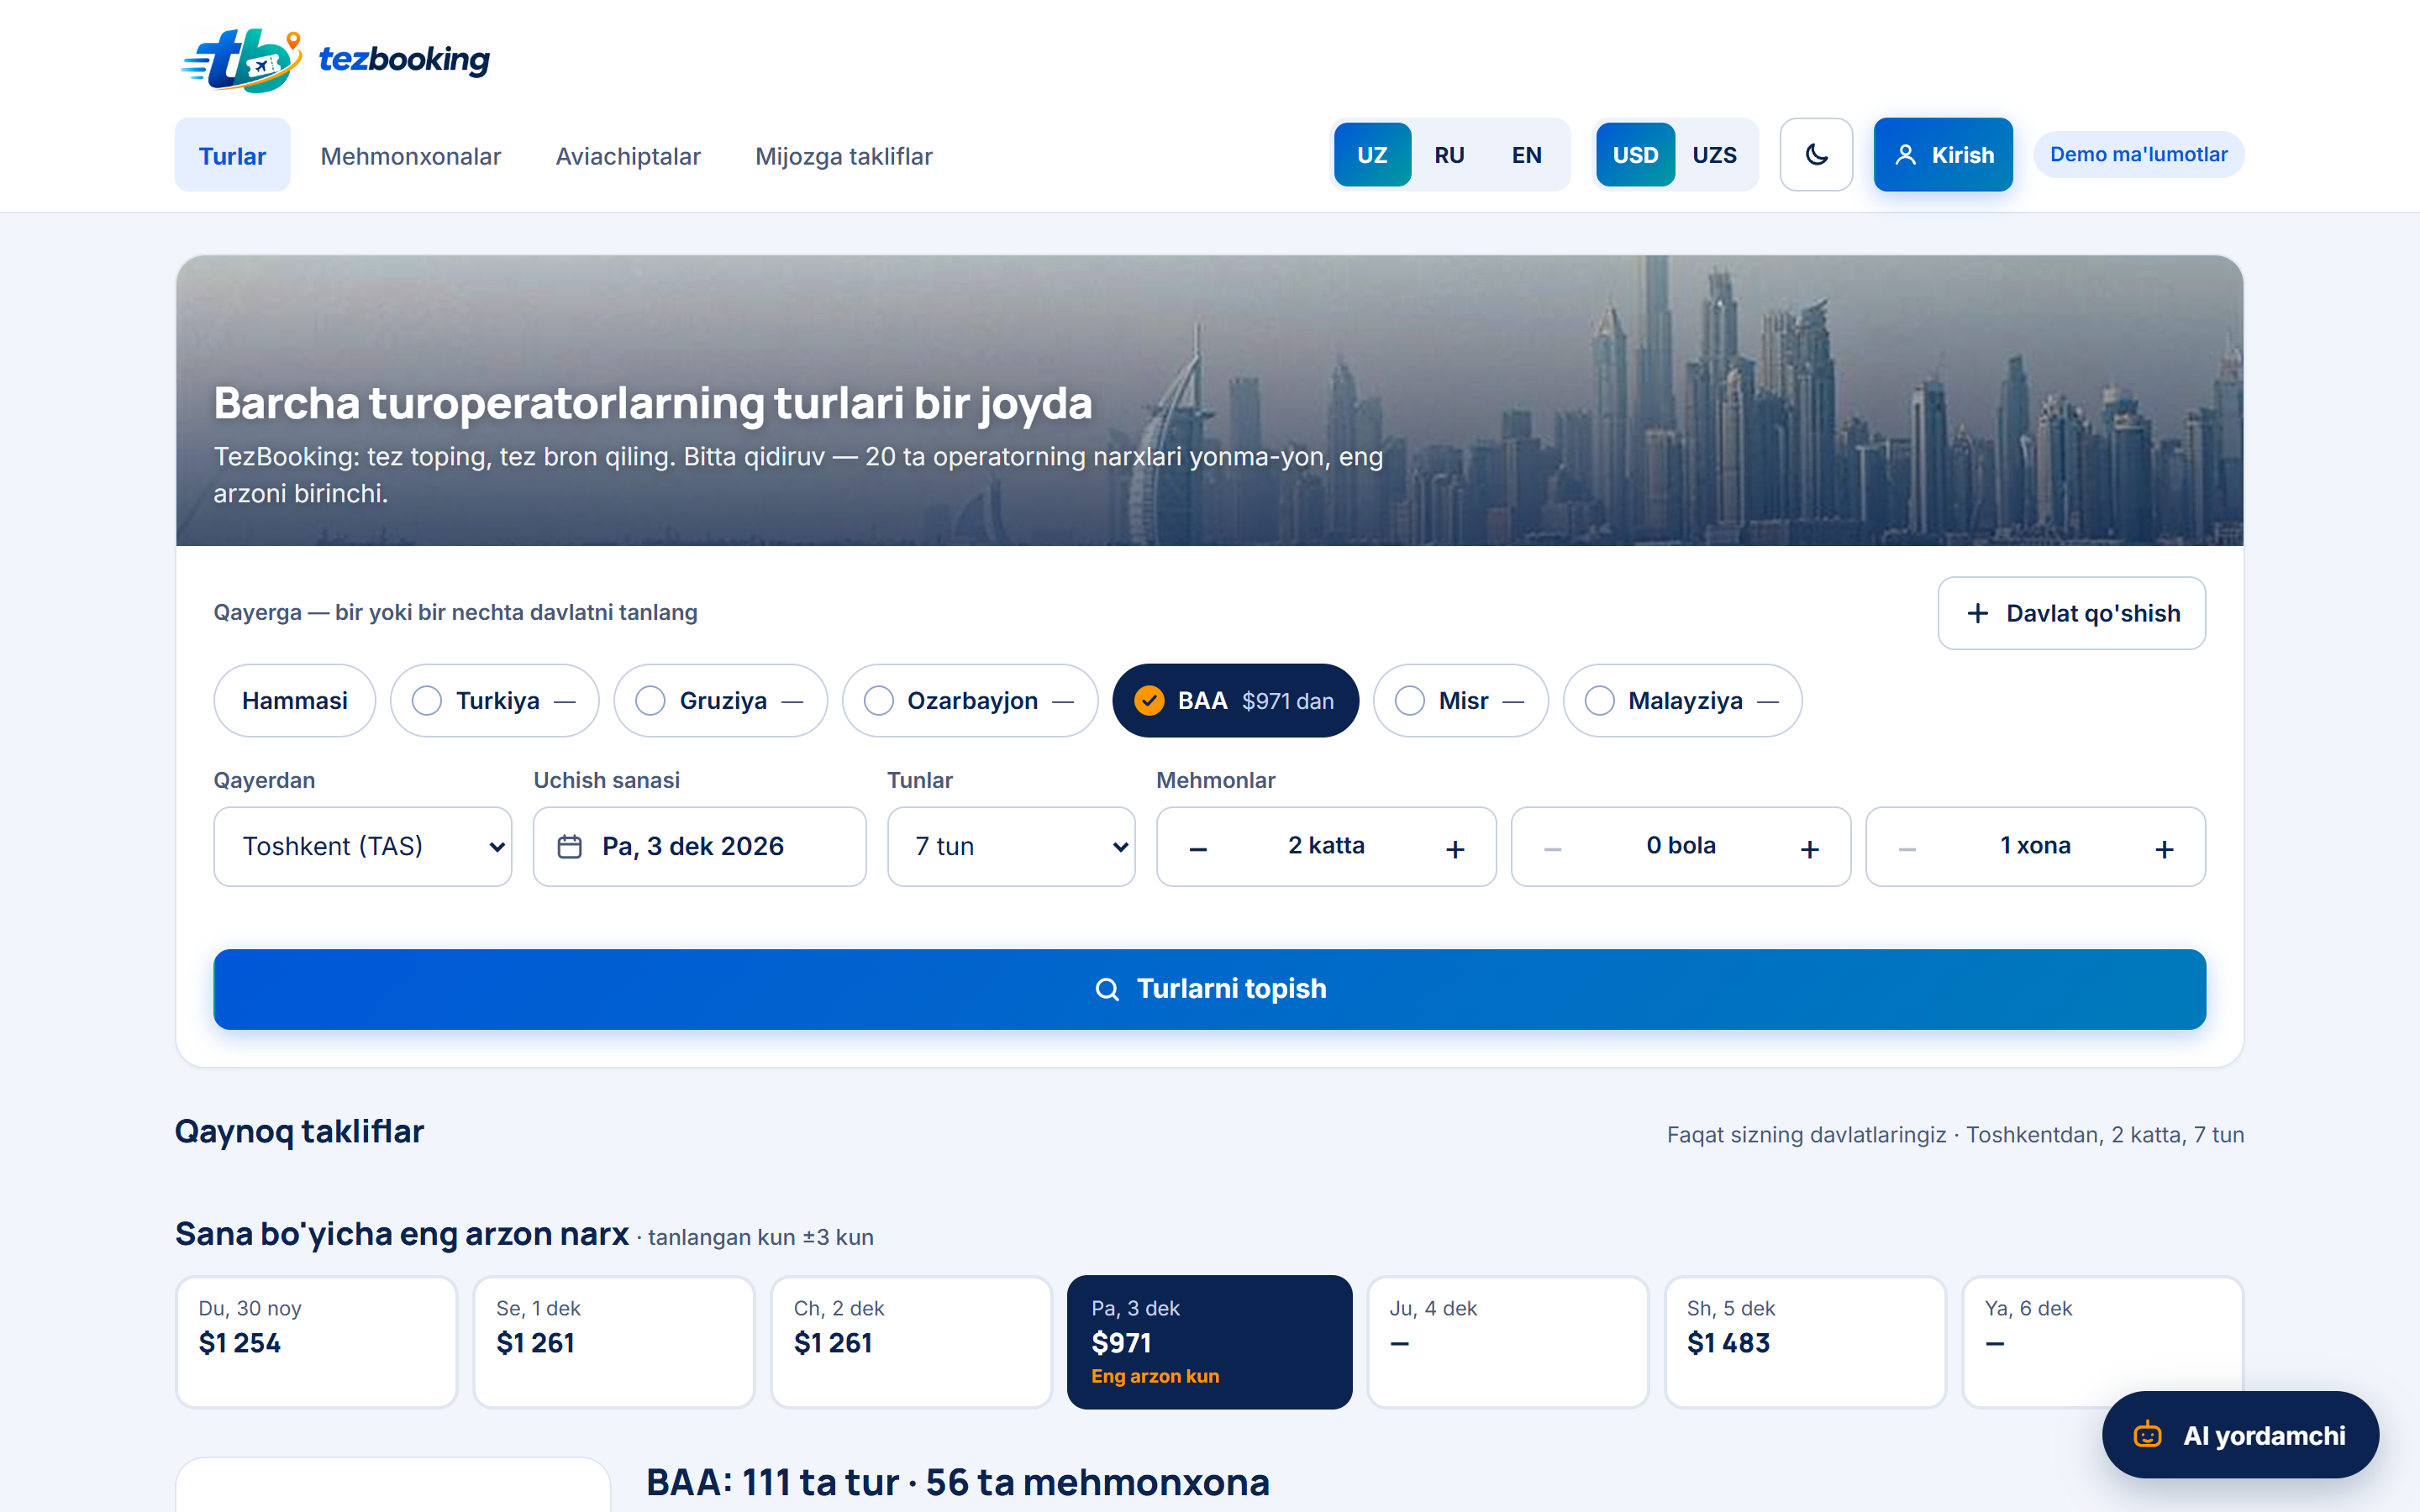 tb tezbooking
Turlar Mehmonxonalar Aviachiptalar Mijozga takliflar UZ RU EN USD UZS Kirish Demo ma'lumotlar
Barcha turoperatorlarning turlari bir joyda
TezBooking: tez toping, tez bron qiling. Bitta qidiruv — 20 ta operatorning narxlari yonma-yon, eng
arzoni birinchi.
Qayerga — bir yoki bir nechta davlatni tanlang + Davlat qo'shish
Hammasi Turkiya — Gruziya — Ozarbayjon — BAA $971 dan Misr — Malayziya —
Qayerdan Uchish sanasi Tunlar Mehmonlar
Toshkent (TAS) Pa, 3 dek 2026 7 tun − 2 katta + − 0 bola + − 1 xona +
Turlarni topish
Qaynoq takliflar Faqat sizning davlatlaringiz · Toshkentdan, 2 katta, 7 tun
Sana bo'yicha eng arzon narx · tanlangan kun ±3 kun
Du, 30 noy Se, 1 dek Ch, 2 dek Pa, 3 dek Ju, 4 dek Sh, 5 dek Ya, 6 dek
$1 254 $1 261 $1 261 $971 — $1 483 —
Eng arzon kun
AI yordamchi
BAA: 111 ta tur · 56 ta mehmonxona